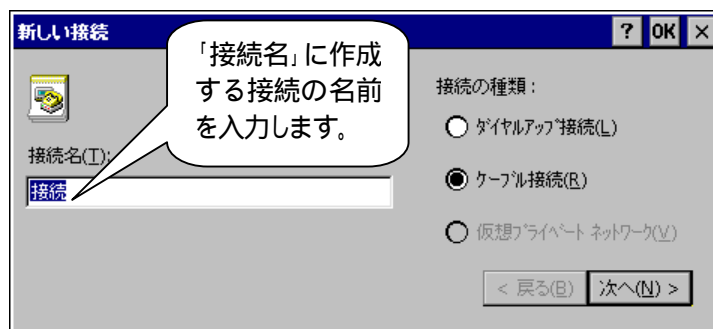 新しい接続
? OK ×
「接続名」に作成
する接続の名前
を入力します。
接続名(T):
接続
接続の種類:
ﾀﾞｲﾔﾙｱｯﾌﾟ接続(L)
ｹｰﾌﾞﾙ接続(R)
仮想ﾌﾟﾗｲﾍﾞｰﾄ ﾈｯﾄﾜｰｸ(V)
< 戻る(B) 次へ(N) >